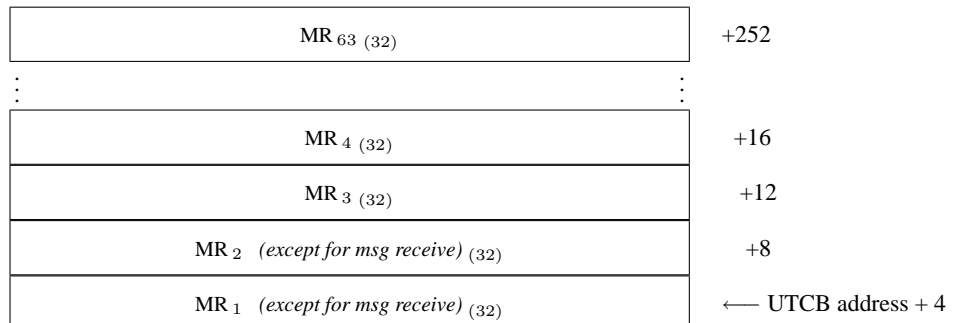 MR 63 (32) +252
⋮ ⋮
MR 4 (32) +16
MR 3 (32) +12
MR 2 (except for msg receive) (32) +8
MR 1 (except for msg receive) (32) ←— UTCB address + 4